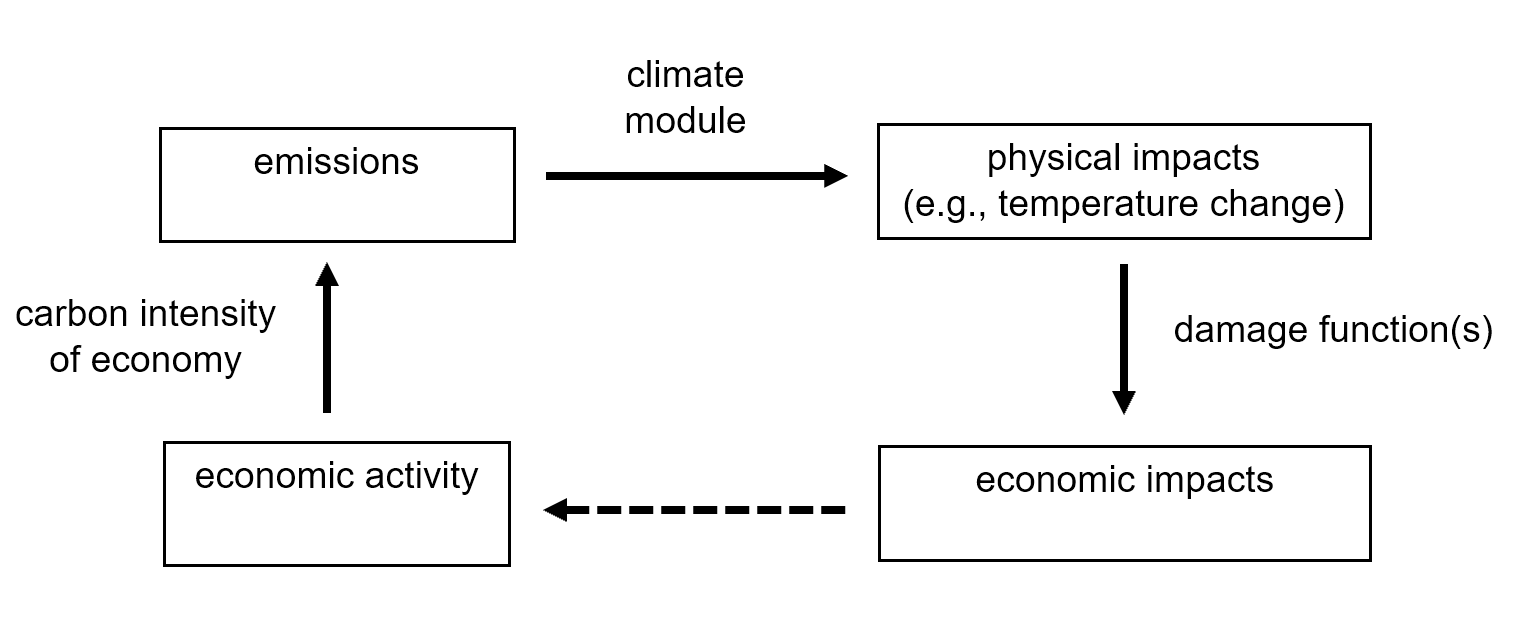 climate
module
emissions
physical impacts
(e.g., temperature change)
carbon intensity
of economy
damage function(s)
economic activity
economic impacts